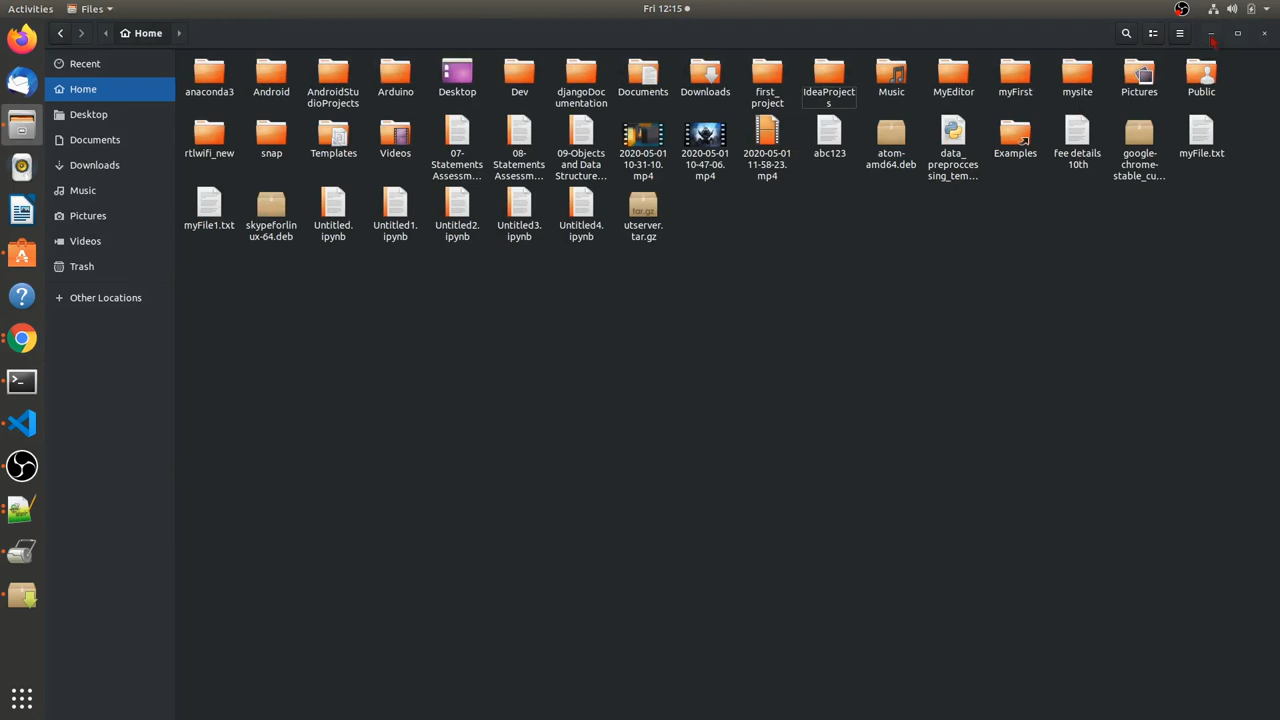 Activities
Files
Fri 12:15
Home
Recent
Home
Desktop
Documents
Downloads
Music
Pictures
Videos
Trash
Other Locations
anaconda3
Android
AndroidStu
dioProjects
Arduino
Desktop
Dev
djangoDoc
umentation
Documents
Downloads
first_
project
IdeaProject
s
Music
MyEditor
myFirst
mysite
Pictures
Public
rtlwifi_new
snap
Templates
Videos
07-
Statements
Assessm...
08-
Statements
Assessm...
09-Objects
and Data
Structure...
2020-05-01
10-31-10.
mp4
2020-05-01
10-47-06.
mp4
2020-05-01
11-58-23.
mp4
abc123
atom-
amd64.deb
data_
preprocces
sing_tem...
Examples
fee details
10th
google-
chrome-
stable_cu...
myFile.txt
myFile1.txt
skypeforlin
ux-64.deb
Untitled.
ipynb
Untitled1.
ipynb
Untitled2.
ipynb
Untitled3.
ipynb
Untitled4.
ipynb
tar.gz
utserver.
tar.gz